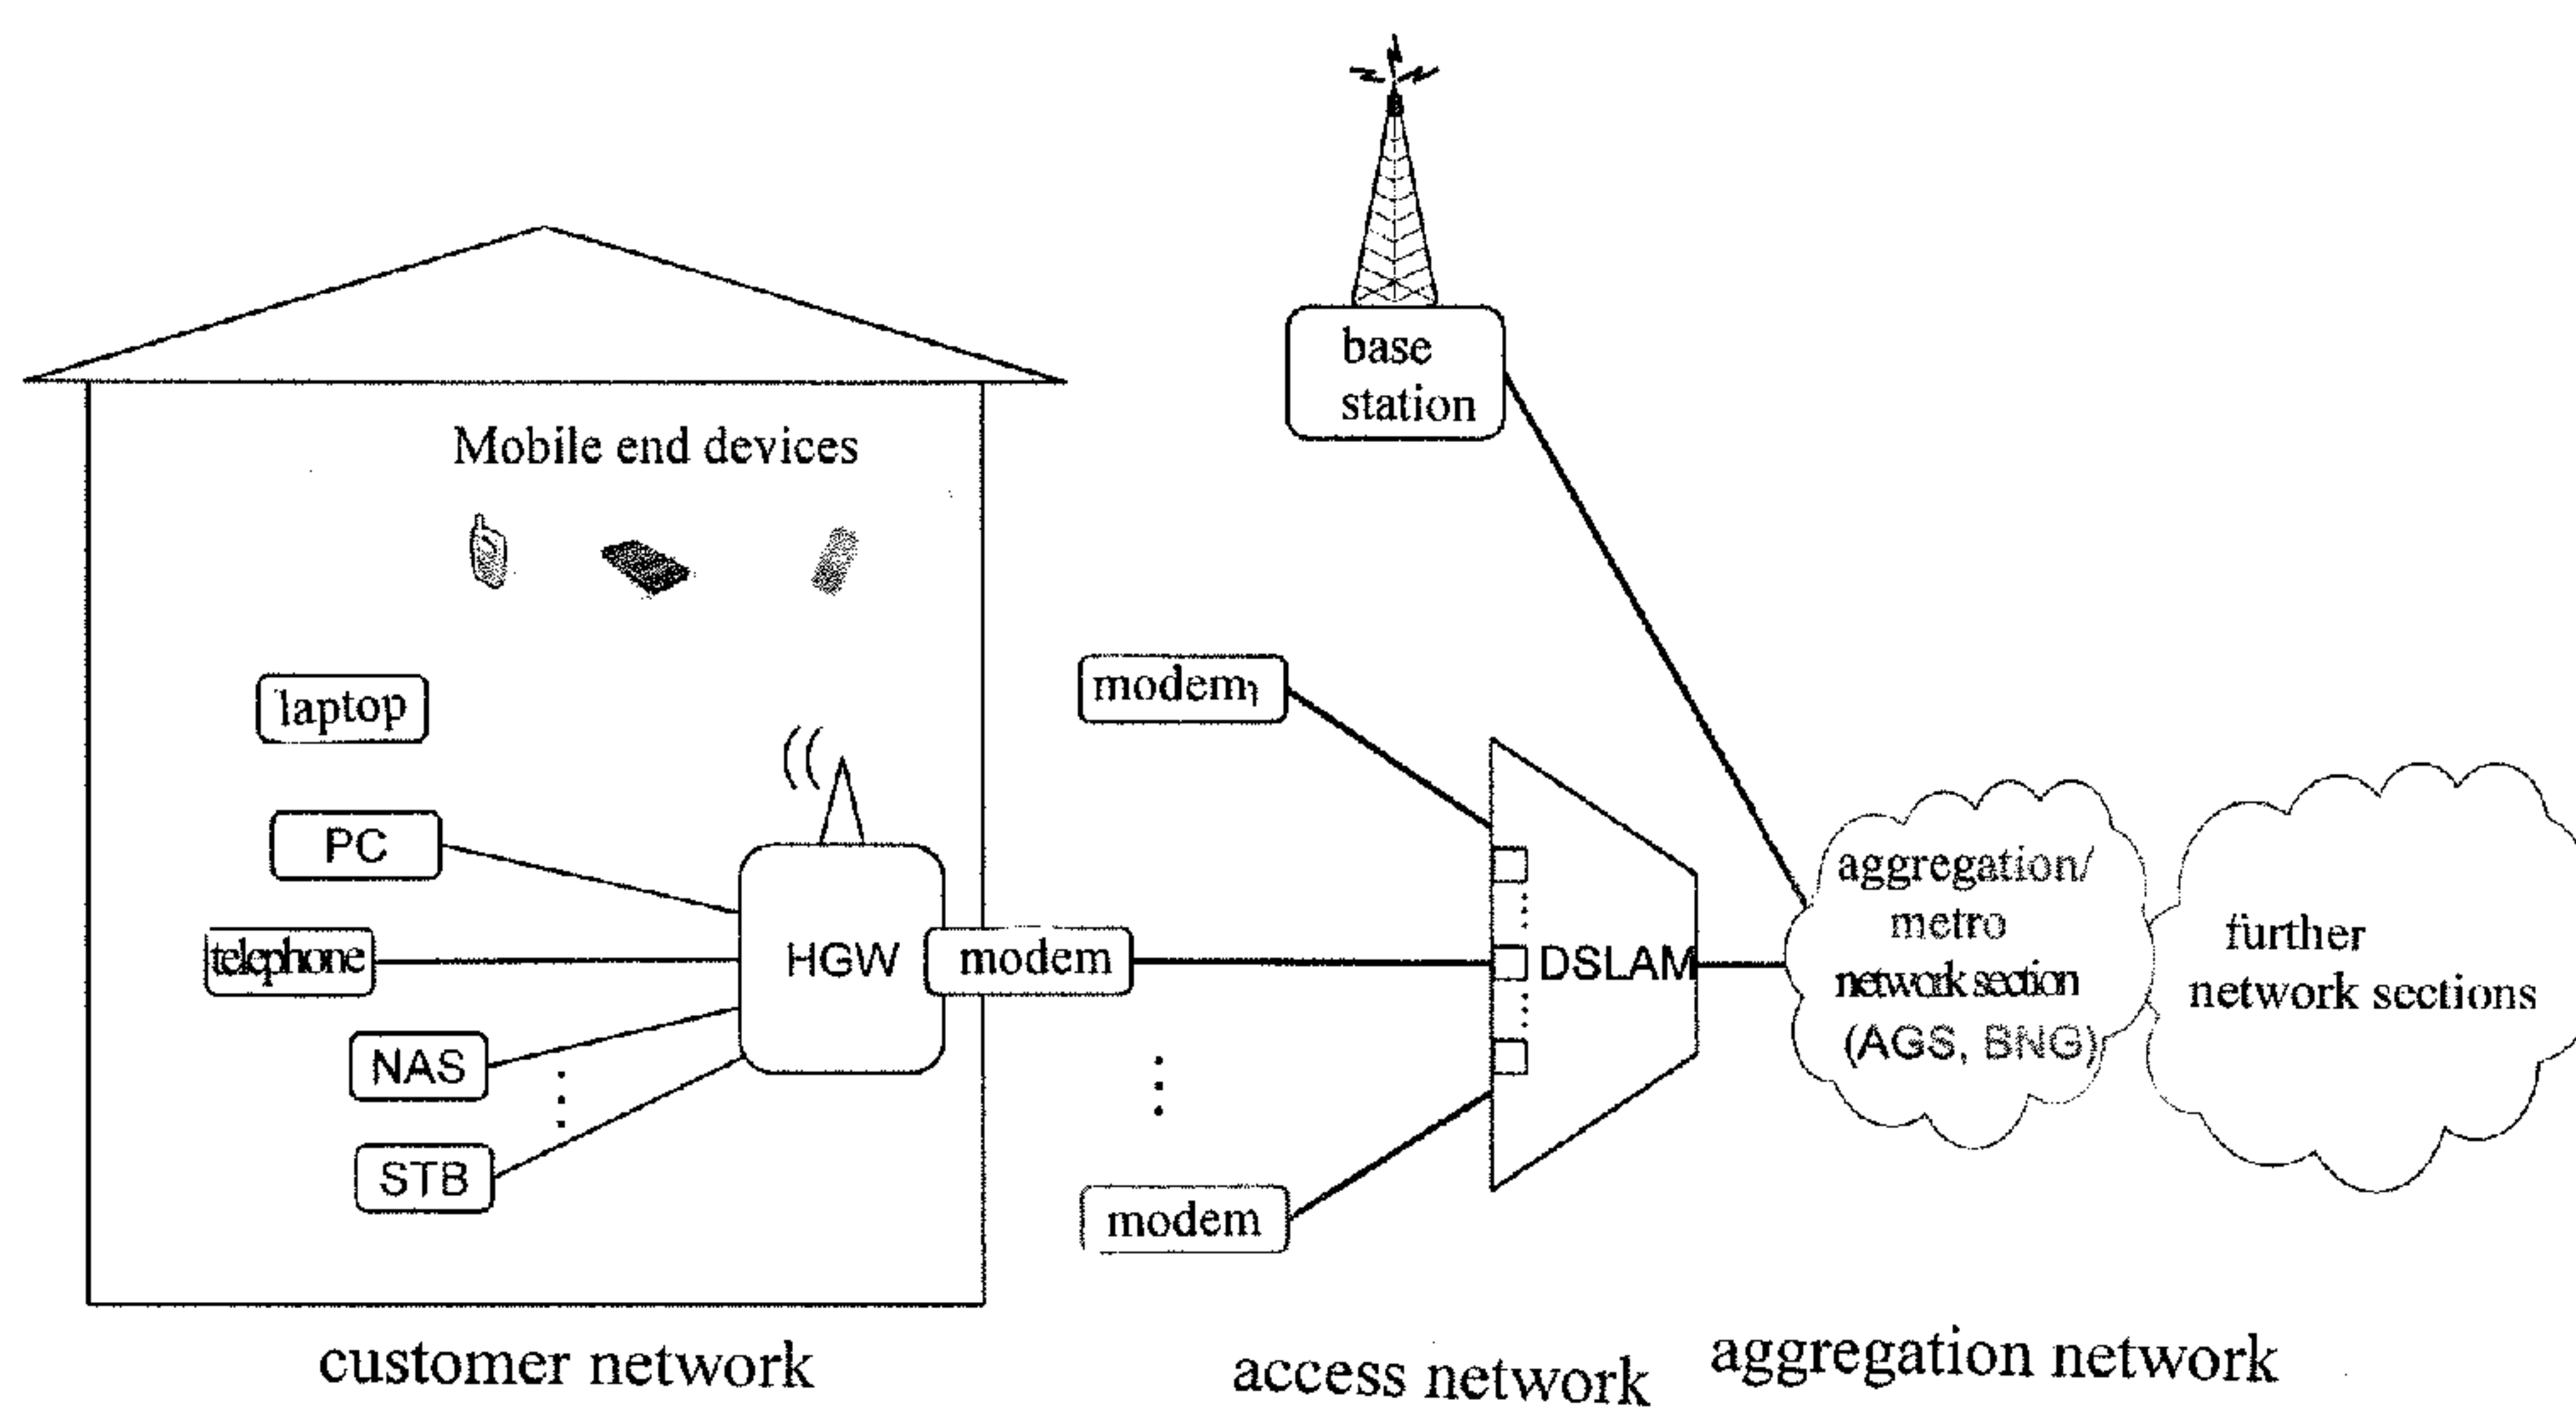 base
station
Mobile end devices
laptop
modem₁
PC
aggregation/
metro
network section
(AGS, BNG)
telephone
HGW
modem
DSLAM
further
network sections
NAS
STB
modem
customer network
access network
aggregation network